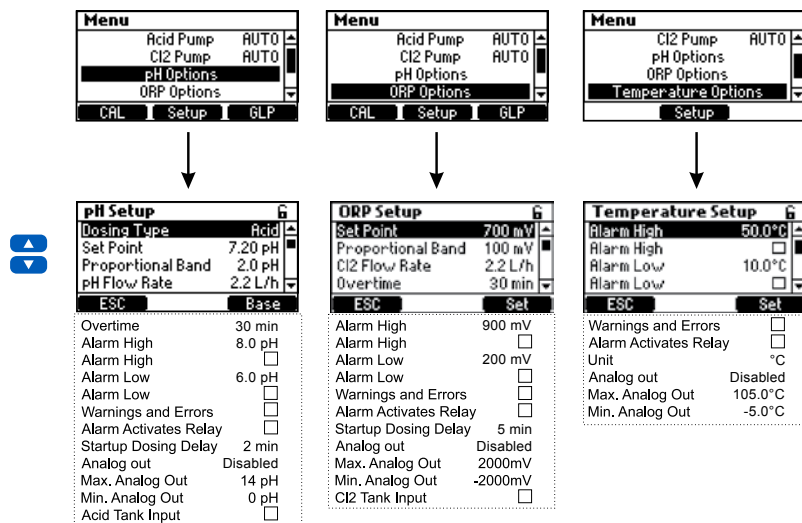 Menu
Acid Pump AUTO
Cl2 Pump AUTO
pH Options
ORP Options
CAL Setup GLP
Menu
Acid Pump AUTO
Cl2 Pump AUTO
pH Options
ORP Options
CAL Setup GLP
Menu
Cl2 Pump AUTO
pH Options
ORP Options
Temperature Options
Setup
pH Setup
Dosing Type Acid
Set Point 7.20 pH
Proportional Band 2.0 pH
pH Flow Rate 2.2 L/h
ESC Base
Overtime 30 min
Alarm High 8.0 pH
Alarm High
Alarm Low 6.0 pH
Alarm Low
Warnings and Errors
Alarm Activates Relay
Startup Dosing Delay 2 min
Analog out Disabled
Max. Analog Out 14 pH
Min. Analog Out 0 pH
Acid Tank Input
ORP Setup
Set Point 700 mV
Proportional Band 100 mV
Cl2 Flow Rate 2.2 L/h
Overtime 30 min
ESC Set
Alarm High 900 mV
Alarm High
Alarm Low 200 mV
Alarm Low
Warnings and Errors
Alarm Activates Relay
Startup Dosing Delay 5 min
Analog out Disabled
Max. Analog Out 2000mV
Min. Analog Out -2000mV
Cl2 Tank Input
Temperature Setup
Alarm High 50.0°C
Alarm High
Alarm Low 10.0°C
Alarm Low
ESC Set
Warnings and Errors
Alarm Activates Relay
Unit °C
Analog out Disabled
Max. Analog Out 105.0°C
Min. Analog Out -5.0°C